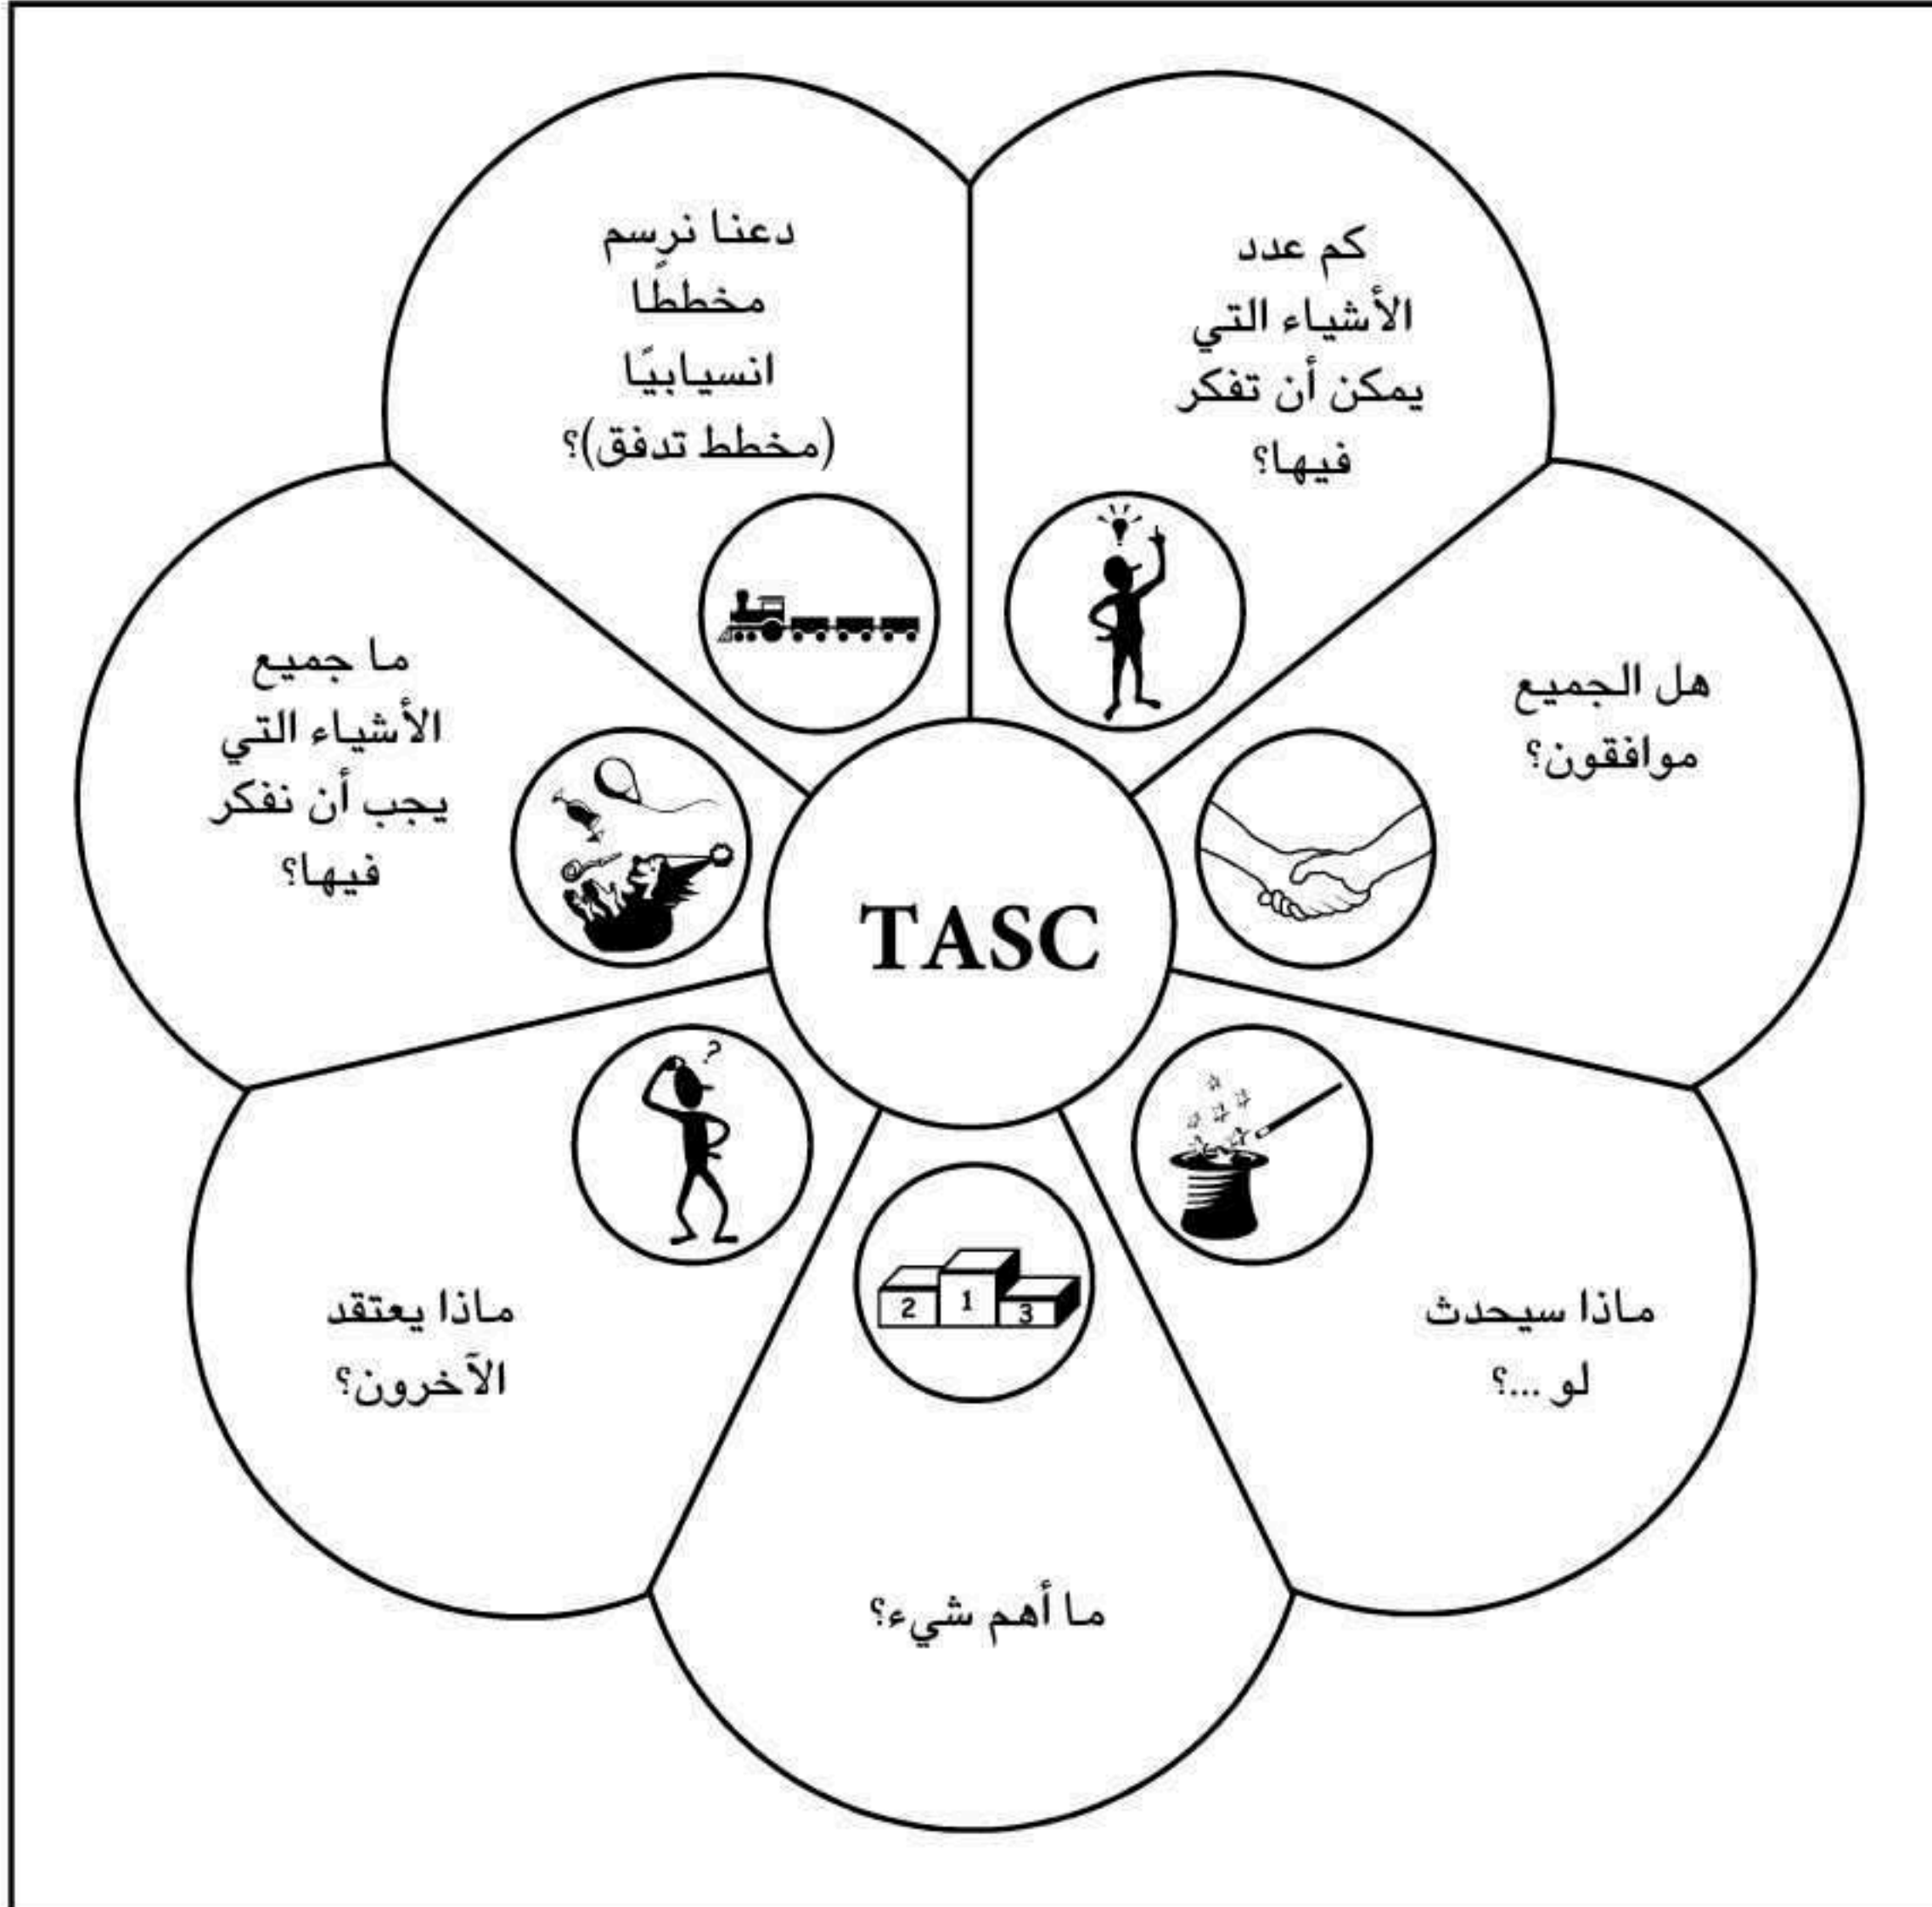 كم عدد
الأشياء التي
يمكن أن تفكر
فيها؟
هل الجميع
موافقون؟
ماذا سيحدث
لو ...؟
ما أهم شيء؟
ماذا يعتقد
الآخرون؟
ما جميع
الأشياء التي
يجب أن نفكر
فيها؟
دعنا نرسم
مخططًا
انسيابيًا
(مخطط تدفق)؟
TASC
?
2 1 3